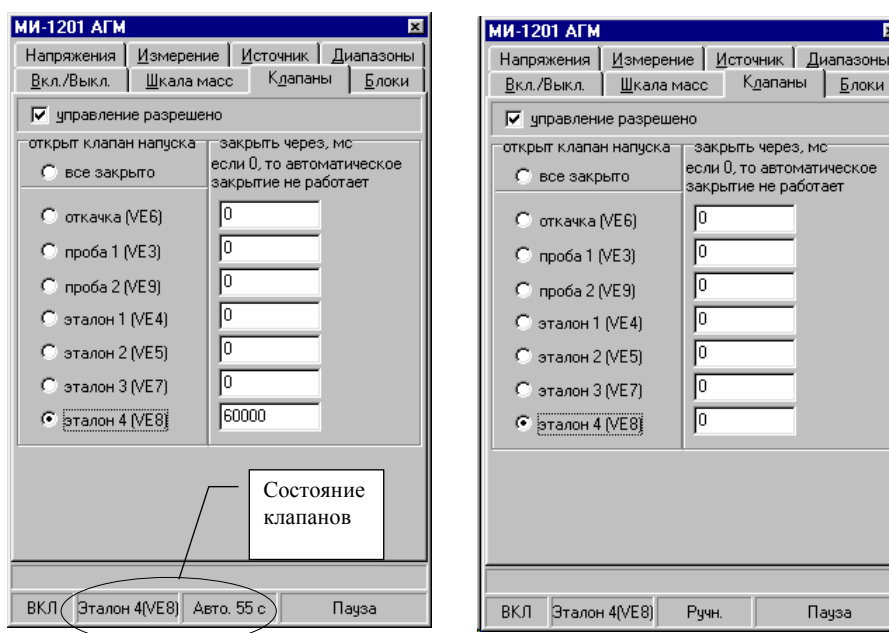 МИ-1201 АГМ
Напряжения Измерение Источник Диапазоны
Вкл./Выкл. Шкала масс Клапаны Блоки
управление разрешено
открыт клапан напуска закрыть через, мс
все закрыто если 0, то автоматическое
закрытие не работает
откачка (VE6) 0
проба 1 (VE3) 0
проба 2 (VE9) 0
эталон 1 (VE4) 0
эталон 2 (VE5) 0
эталон 3 (VE7) 0
эталон 4 (VE8) 60000
Состояние
клапанов
ВКЛ Эталон 4(VE8) Авто. 55 с Пауза
МИ-1201 АГМ
Напряжения Измерение Источник Диапазоны
Вкл./Выкл. Шкала масс Клапаны Блоки
управление разрешено
открыт клапан напуска закрыть через, мс
все закрыто если 0, то автоматическое
закрытие не работает
откачка (VE6) 0
проба 1 (VE3) 0
проба 2 (VE9) 0
эталон 1 (VE4) 0
эталон 2 (VE5) 0
эталон 3 (VE7) 0
эталон 4 (VE8) 0
ВКЛ Эталон 4(VE8) Ручн. Пауза